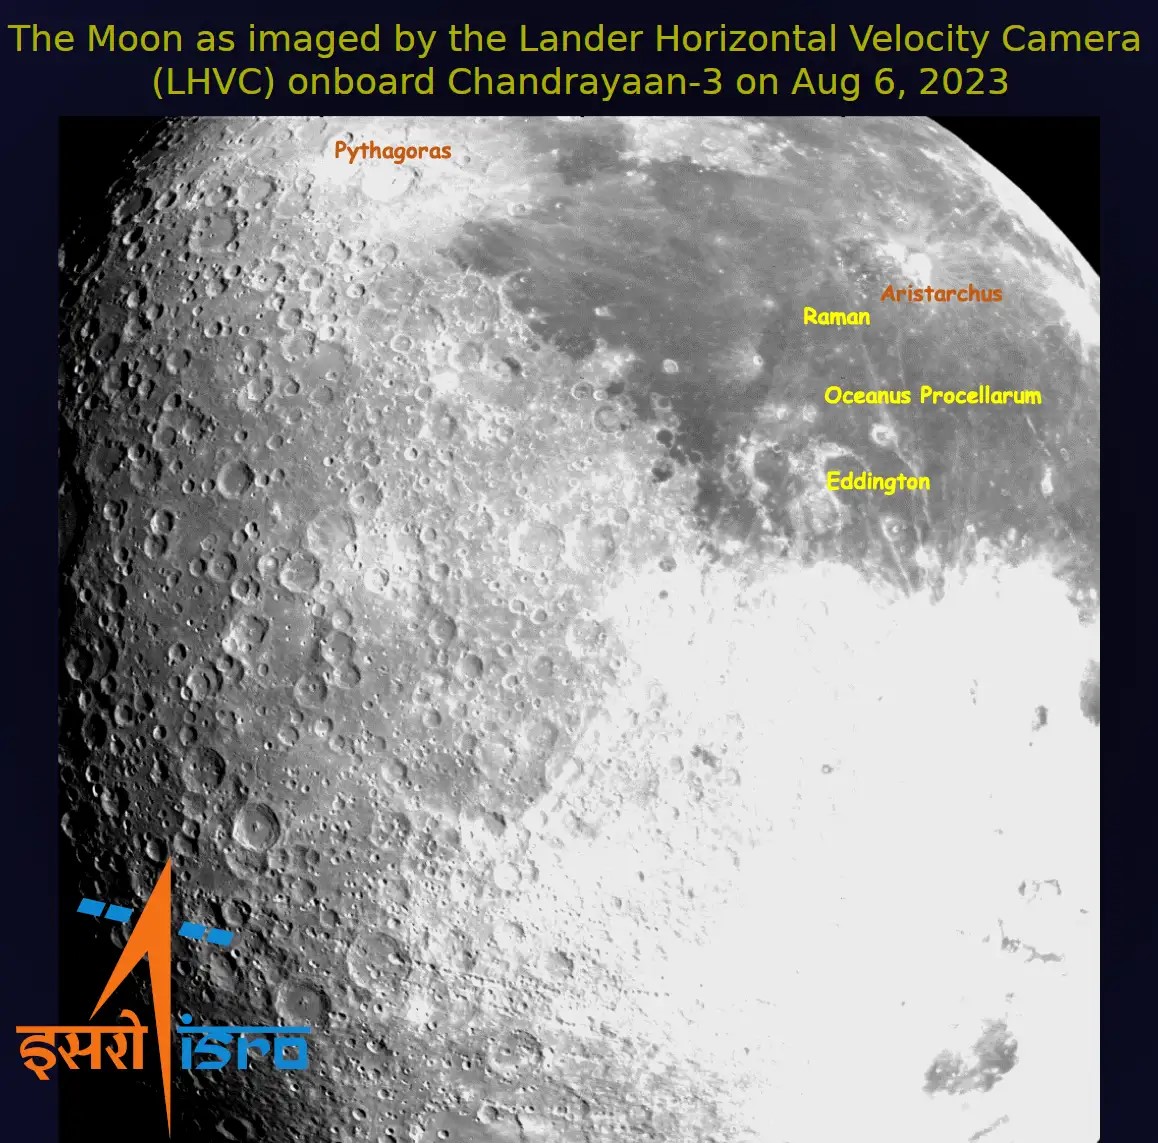 The Moon as imaged by the Lander Horizontal Velocity Camera
(LHVC) onboard Chandrayaan-3 on Aug 6, 2023
Pythagoras
Aristarchus
Raman
Oceanus Procellarum
Eddington
इसरो isro